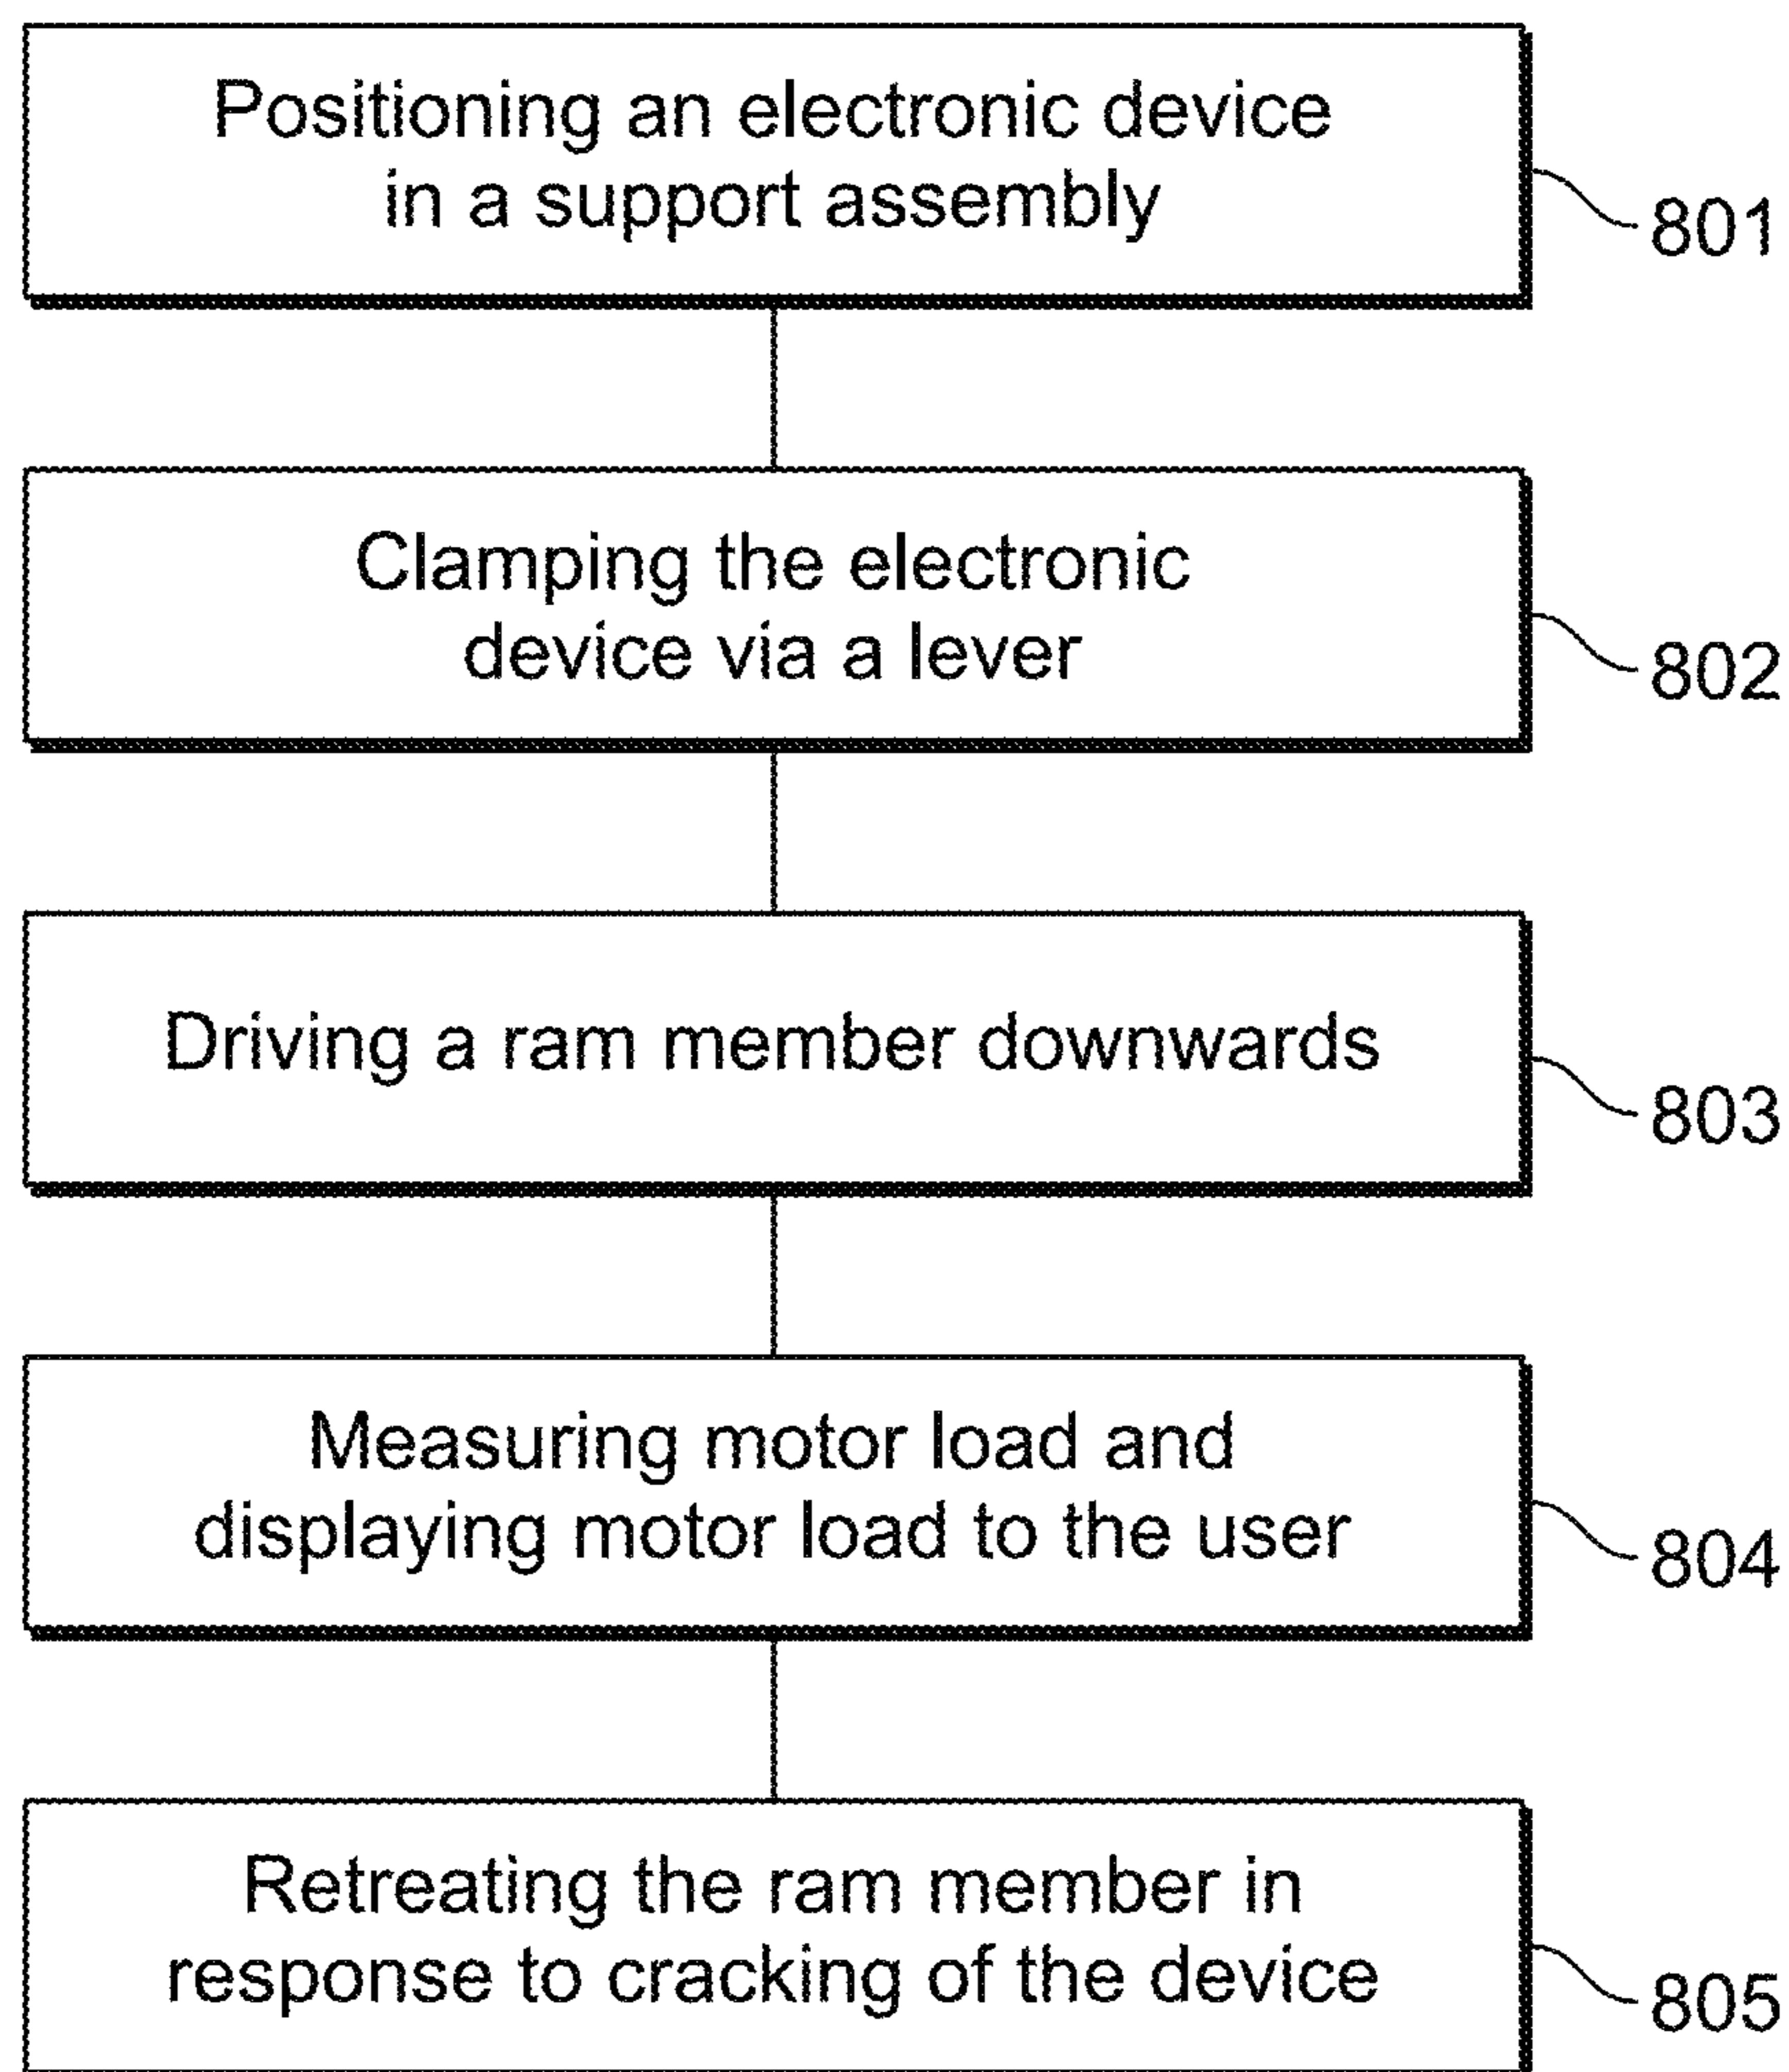 Positioning an electronic device
in a support assembly
801
Clamping the electronic
device via a lever
802
Driving a ram member downwards
803
Measuring motor load and
displaying motor load to the user
804
Retreating the ram member in
response to cracking of the device
805